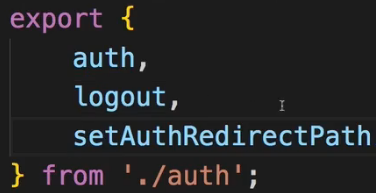 export {
auth,
logout,
setAuthRedirectPath
} from './auth';